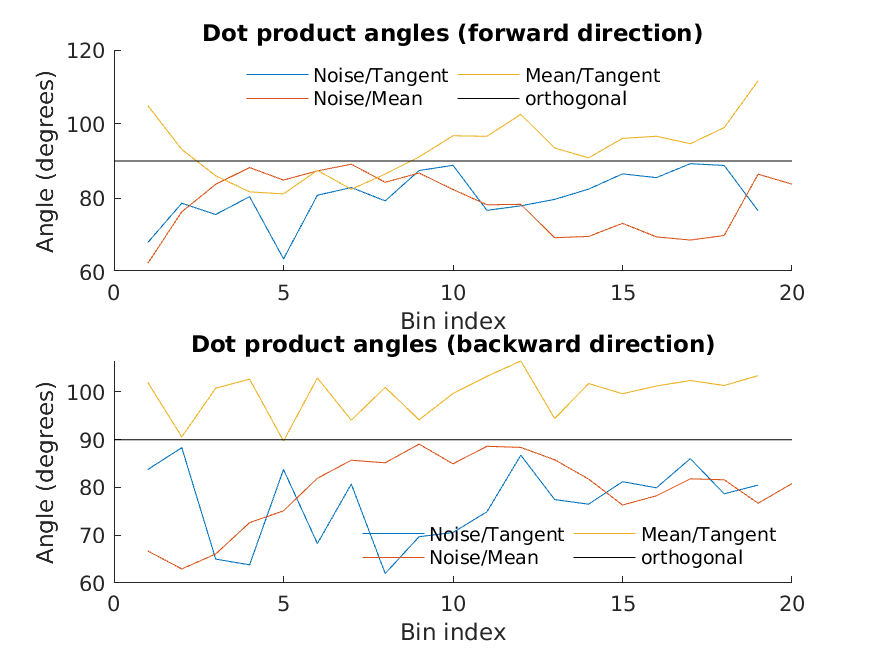 Dot product angles (forward direction)
120
100
80
60
Angle (degrees)
Noise/Tangent Mean/Tangent
Noise/Mean orthogonal
0 5 10 15 20
Bin index
Dot product angles (backward direction)
100
90
80
70
60
Angle (degrees)
Noise/Tangent Mean/Tangent
Noise/Mean orthogonal
0 5 10 15 20
Bin index